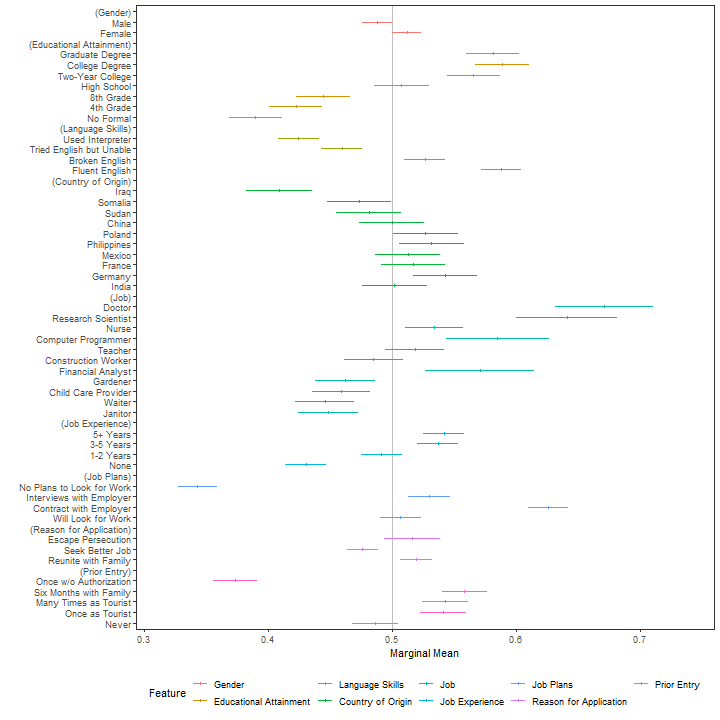 (Gender)
Male
Female
(Educational Attainment)
Graduate Degree
College Degree
Two-Year College
High School
8th Grade
4th Grade
No Formal
(Language Skills)
Used Interpreter
Tried English but Unable
Broken English
Fluent English
(Country of Origin)
Iraq
Somalia
Sudan
China
Poland
Philippines
Mexico
France
Germany
India
(Job)
Doctor
Research Scientist
Nurse
Computer Programmer
Teacher
Construction Worker
Financial Analyst
Gardener
Child Care Provider
Waiter
Janitor
(Job Experience)
5+ Years
3-5 Years
1-2 Years
None
(Job Plans)
No Plans to Look for Work
Interviews with Employer
Contract with Employer
Will Look for Work
(Reason for Application)
Escape Persecution
Seek Better Job
Reunite with Family
(Prior Entry)
Once w/o Authorization
Six Months with Family
Many Times as Tourist
Once as Tourist
Never
0.3 0.4 0.5 0.6 0.7
Marginal Mean
Feature
Gender Language Skills Job Job Plans Prior Entry
Educational Attainment Country of Origin Job Experience Reason for Application